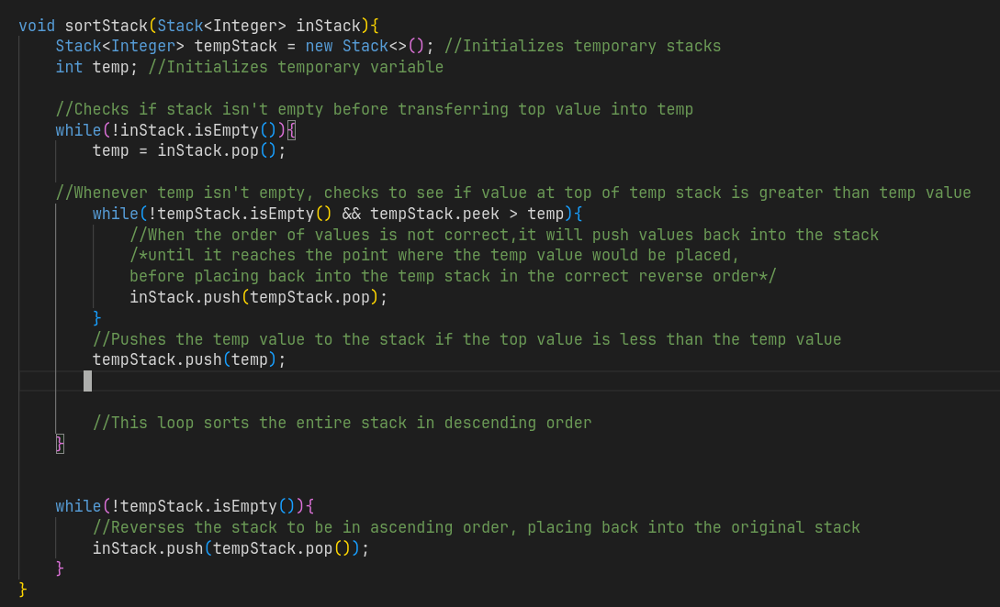 void sortStack(Stack<Integer> inStack){
    Stack<Integer> tempStack = new Stack<>(); //Initializes temporary stacks
    int temp; //Initializes temporary variable

    //Checks if stack isn't empty before transferring top value into temp
    while(!inStack.isEmpty()){
        temp = inStack.pop();

    //Whenever temp isn't empty, checks to see if value at top of temp stack is greater than temp value
        while(!tempStack.isEmpty() && tempStack.peek > temp){
            //When the order of values is not correct,it will push values back into the stack
            /*until it reaches the point where the temp value would be placed,
            before placing back into the temp stack in the correct reverse order*/
            inStack.push(tempStack.pop);
        }
        //Pushes the temp value to the stack if the top value is less than the temp value
        tempStack.push(temp);

        //This loop sorts the entire stack in descending order
    }

    while(!tempStack.isEmpty()){
        //Reverses the stack to be in ascending order, placing back into the original stack
        inStack.push(tempStack.pop());
    }
}